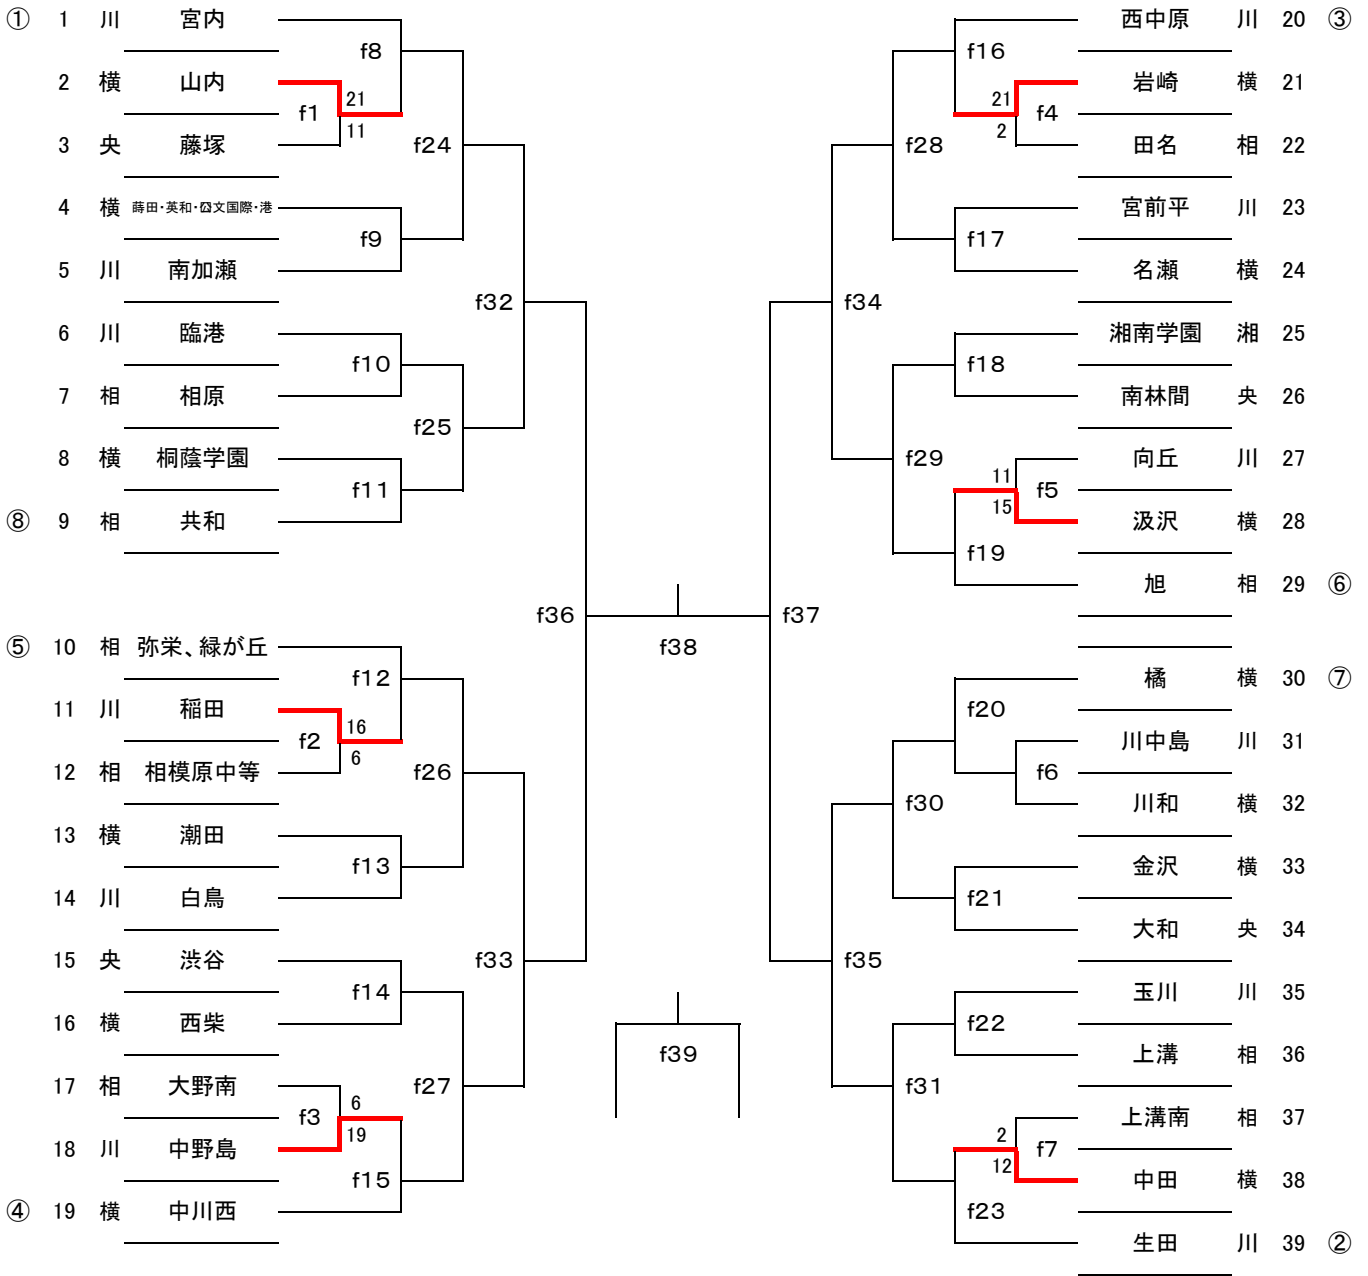 ① 1 川 宮内
f8
2 横 山内
21
f1
11
3 央 藤塚
f24
4 横 蒔田・英和・公文国際・港
f9
5 川 南加瀬
f32
6 川 臨港
f10
7 相 相原
f25
8 横 桐蔭学園
f11
⑧ 9 相 共和
f36
⑤ 10 相 弥栄、緑が丘
f12
11 川 稲田
16
f2
6
12 相 相模原中等
f26
13 横 潮田
f13
14 川 白鳥
15 央 渋谷
f33
f14
16 横 西柴
17 相 大野南
f27
6
f3
19
18 川 中野島
f15
④ 19 横 中川西
f38
f39
西中原 川 20 ③
f16
岩崎 横 21
21
f4
2
田名 相 22
f28
宮前平 川 23
f17
名瀬 横 24
f34
湘南学園 湘 25
f18
南林間 央 26
向丘 川 27
f29
11
f5
15
汲沢 横 28
f19
旭 相 29 ⑥
f37
橘 横 30 ⑦
f20
川中島 川 31
f6
川和 横 32
f30
金沢 横 33
f21
大和 央 34
f35
玉川 川 35
f22
上溝 相 36
f31
上溝南 相 37
2
f7
12
中田 横 38
f23
生田 川 39 ②